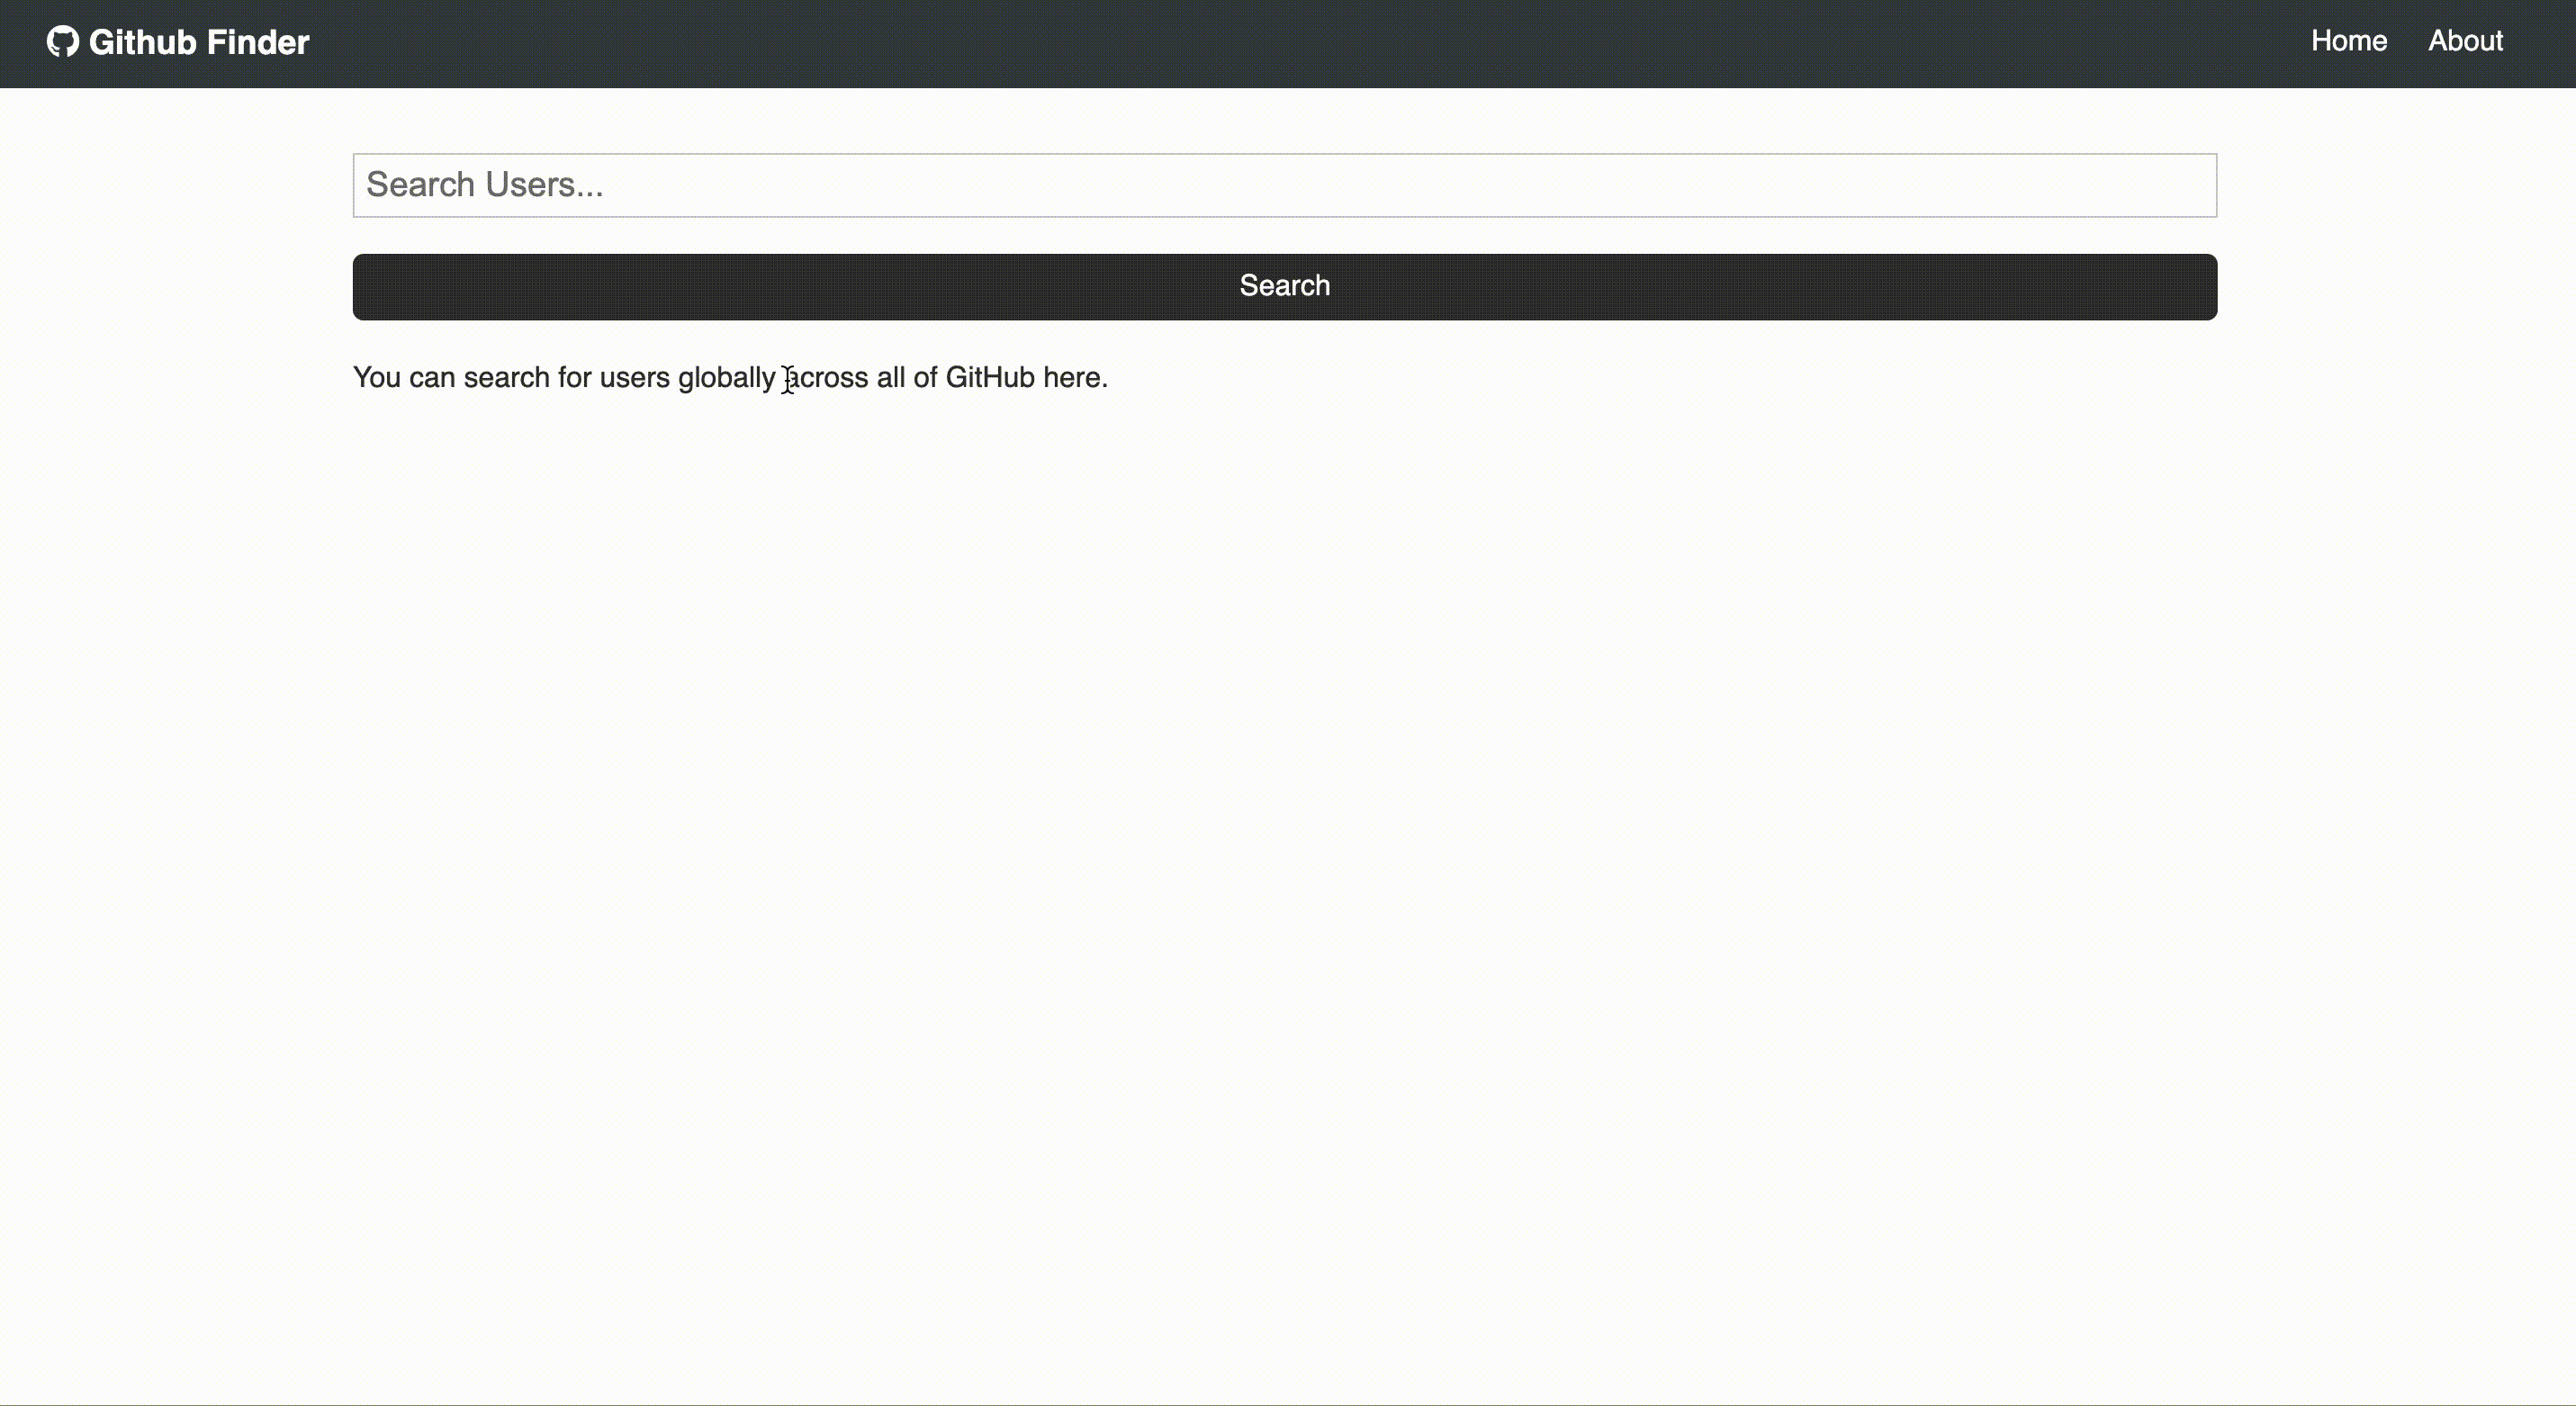 Github Finder
Home
About
Search Users...
Search
You can search for users globally across all of GitHub here.